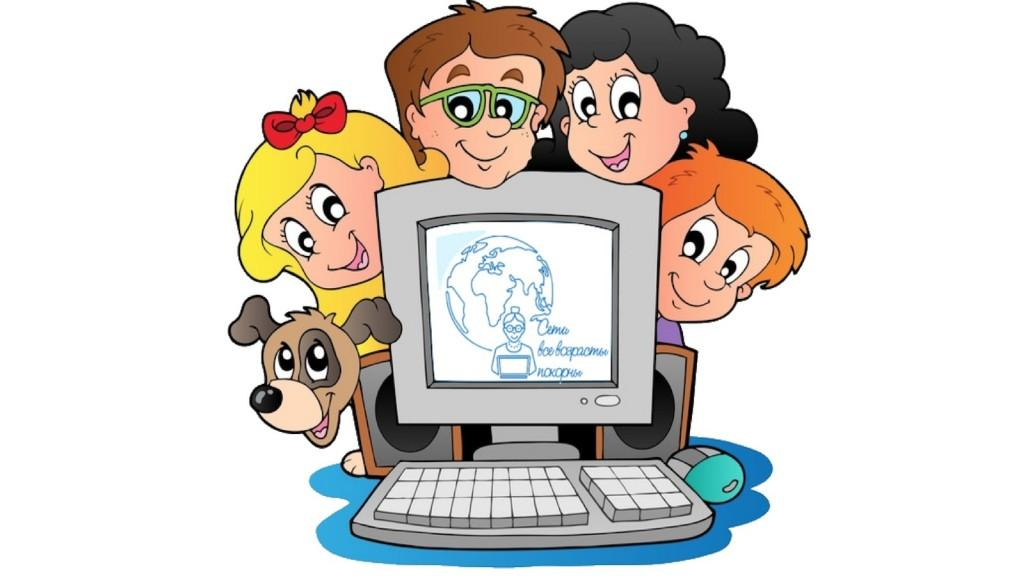 Сети
все возрасты
покорны